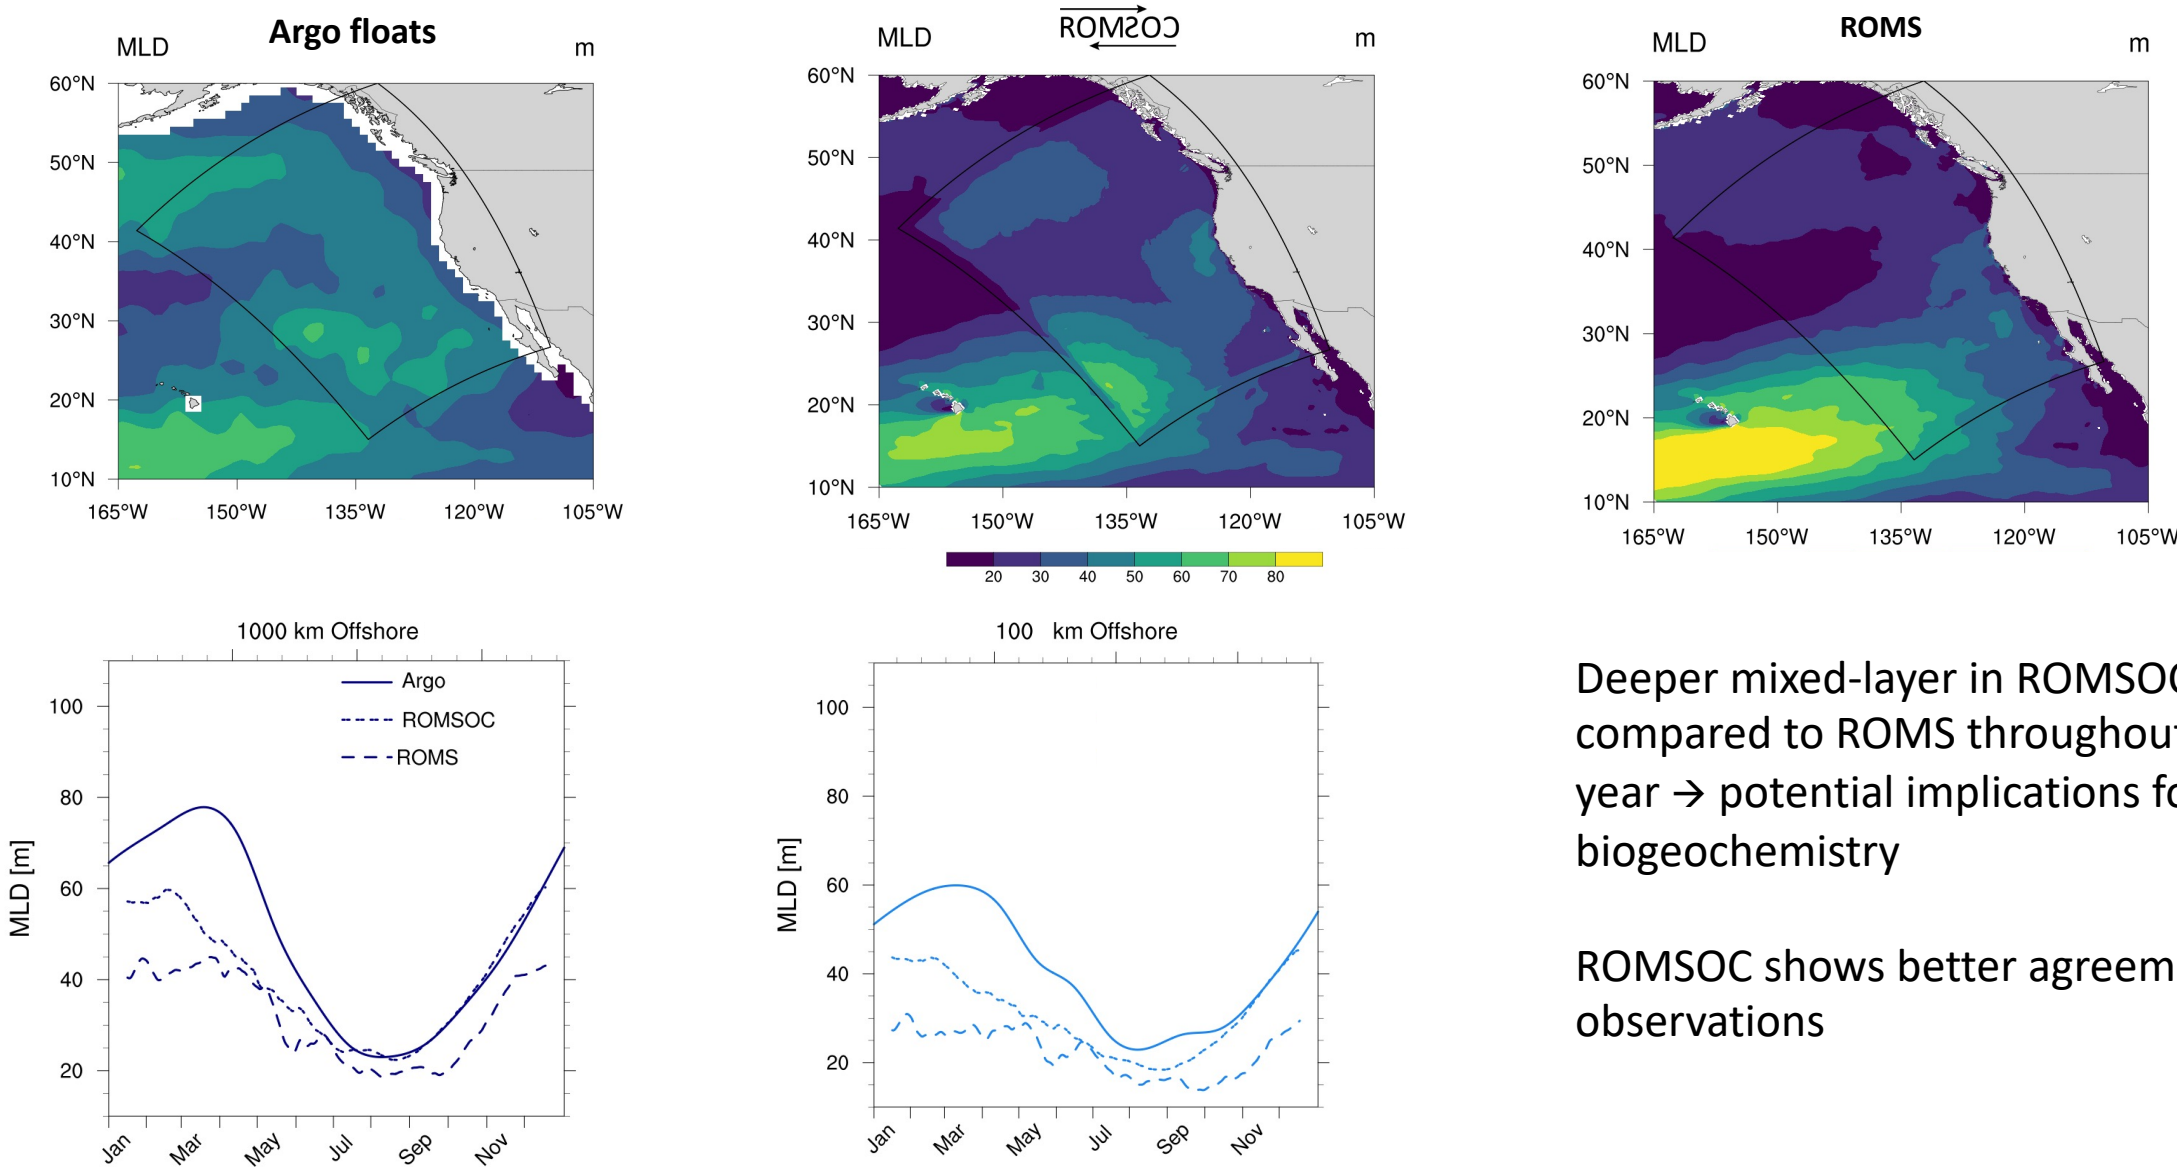 Argo floats
MLD
m
60°N
50°N
40°N
30°N
20°N
10°N
165°W 150°W 135°W 120°W 105°W
ROMSOC
MLD
m
60°N
50°N
40°N
30°N
20°N
10°N
165°W 150°W 135°W 120°W 105°W
20 30 40 50 60 70 80
ROMS
MLD
m
60°N
50°N
40°N
30°N
20°N
10°N
165°W 150°W 135°W 120°W 105°W
1000 km Offshore
Argo
ROMSOC
ROMS
MLD [m]
100
80
60
40
20
Jan Mar May Jul Sep Nov
100 km Offshore
MLD [m]
100
80
60
40
20
Jan Mar May Jul Sep Nov
Deeper mixed-layer in ROMSOC
compared to ROMS throughout
year → potential implications fo
biogeochemistry
ROMSOC shows better agreem
observations